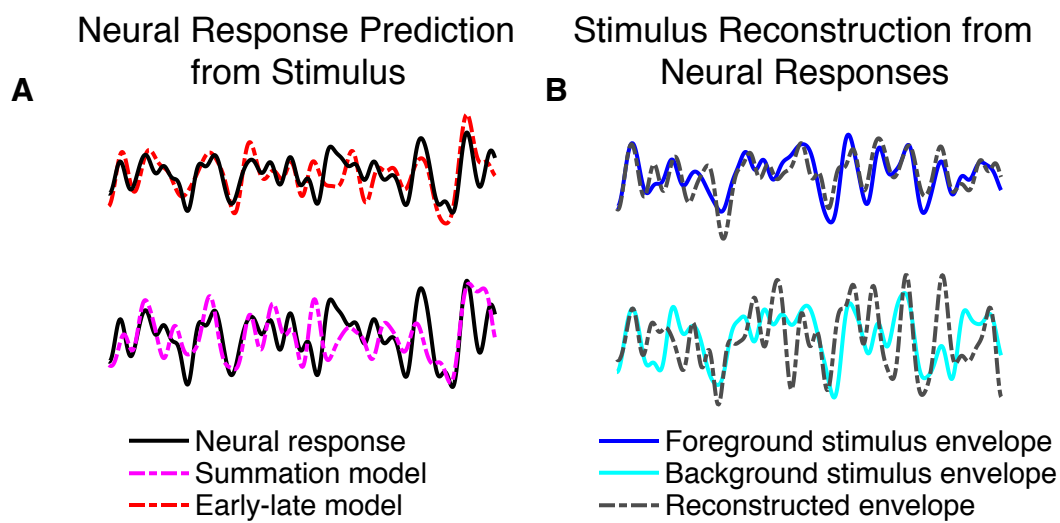 Neural Response Prediction
from Stimulus
Stimulus Reconstruction from
Neural Responses
A
B
Neural response
Summation model
Early-late model
Foreground stimulus envelope
Background stimulus envelope
Reconstructed envelope